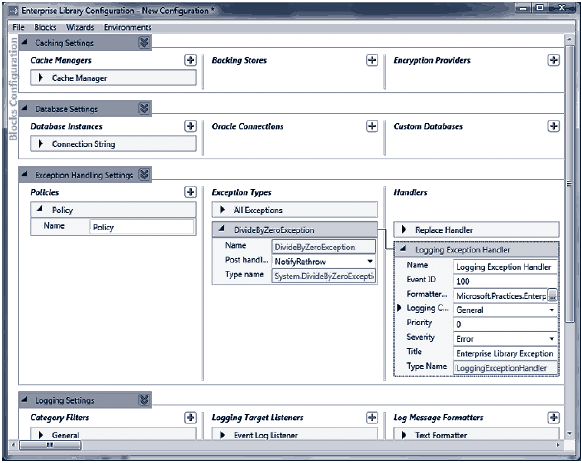 Enterprise Library Configuration - New Configuration *
File Blocks Wizards Environments
Blocks Configuration
Caching Settings
Cache Managers Backing Stores Encryption Providers
Cache Manager
Database Settings
Database Instances Oracle Connections Custom Databases
Connection String
Exception Handling Settings
Policies Exception Types Handlers
Policy All Exceptions
Name Policy DivideByZeroException Replace Handler
Name DivideByZeroException Logging Exception Handler
Post handl... NotifyRethrow Name Logging Exception Handler
Type name System.DivideByZeroExcepti Event ID 100
Formatter... Microsoft.Practices.Enterp ...
Logging C... General
Priority 0
Severity Error
Title Enterprise Library Exception
Type Name LoggingExceptionHandler
Logging Settings
Category Filters Logging Target Listeners Log Message Formatters
General Event Log Listener Text Formatter